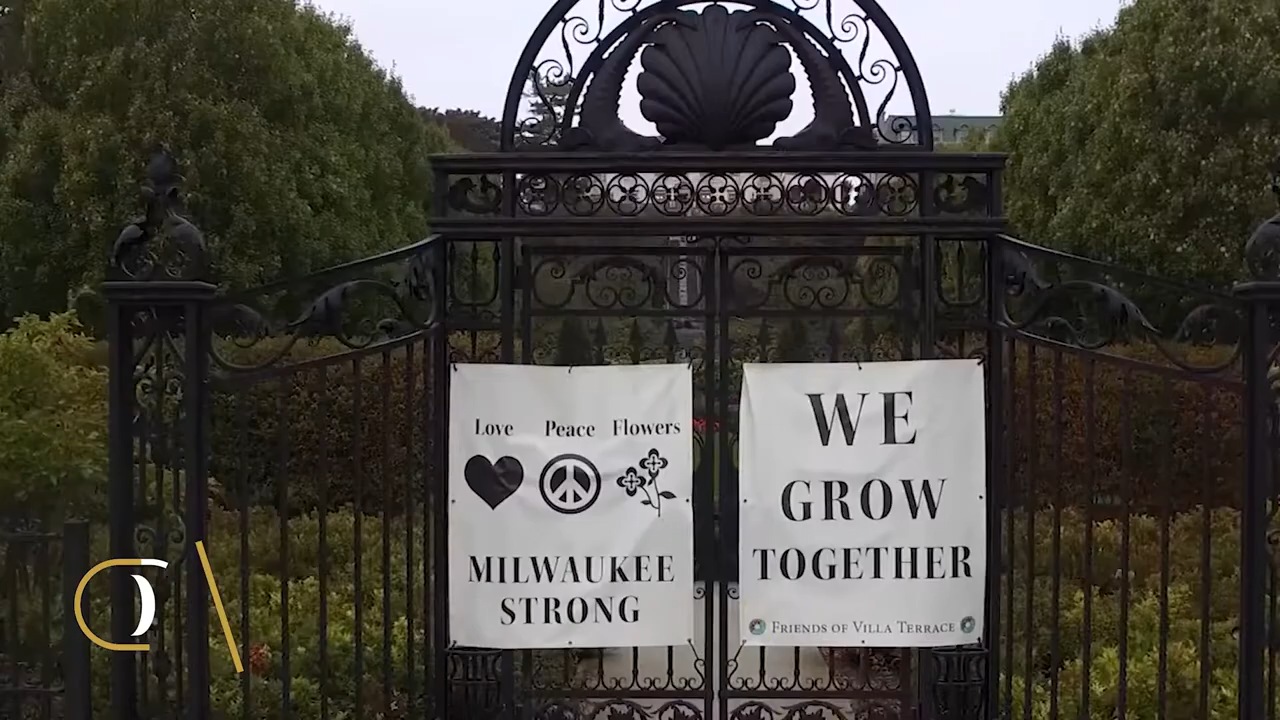 Love Peace Flowers
MILWAUKEE
STRONG
WE
GROW
TOGETHER
FRIENDS OF VILLA TERRACE